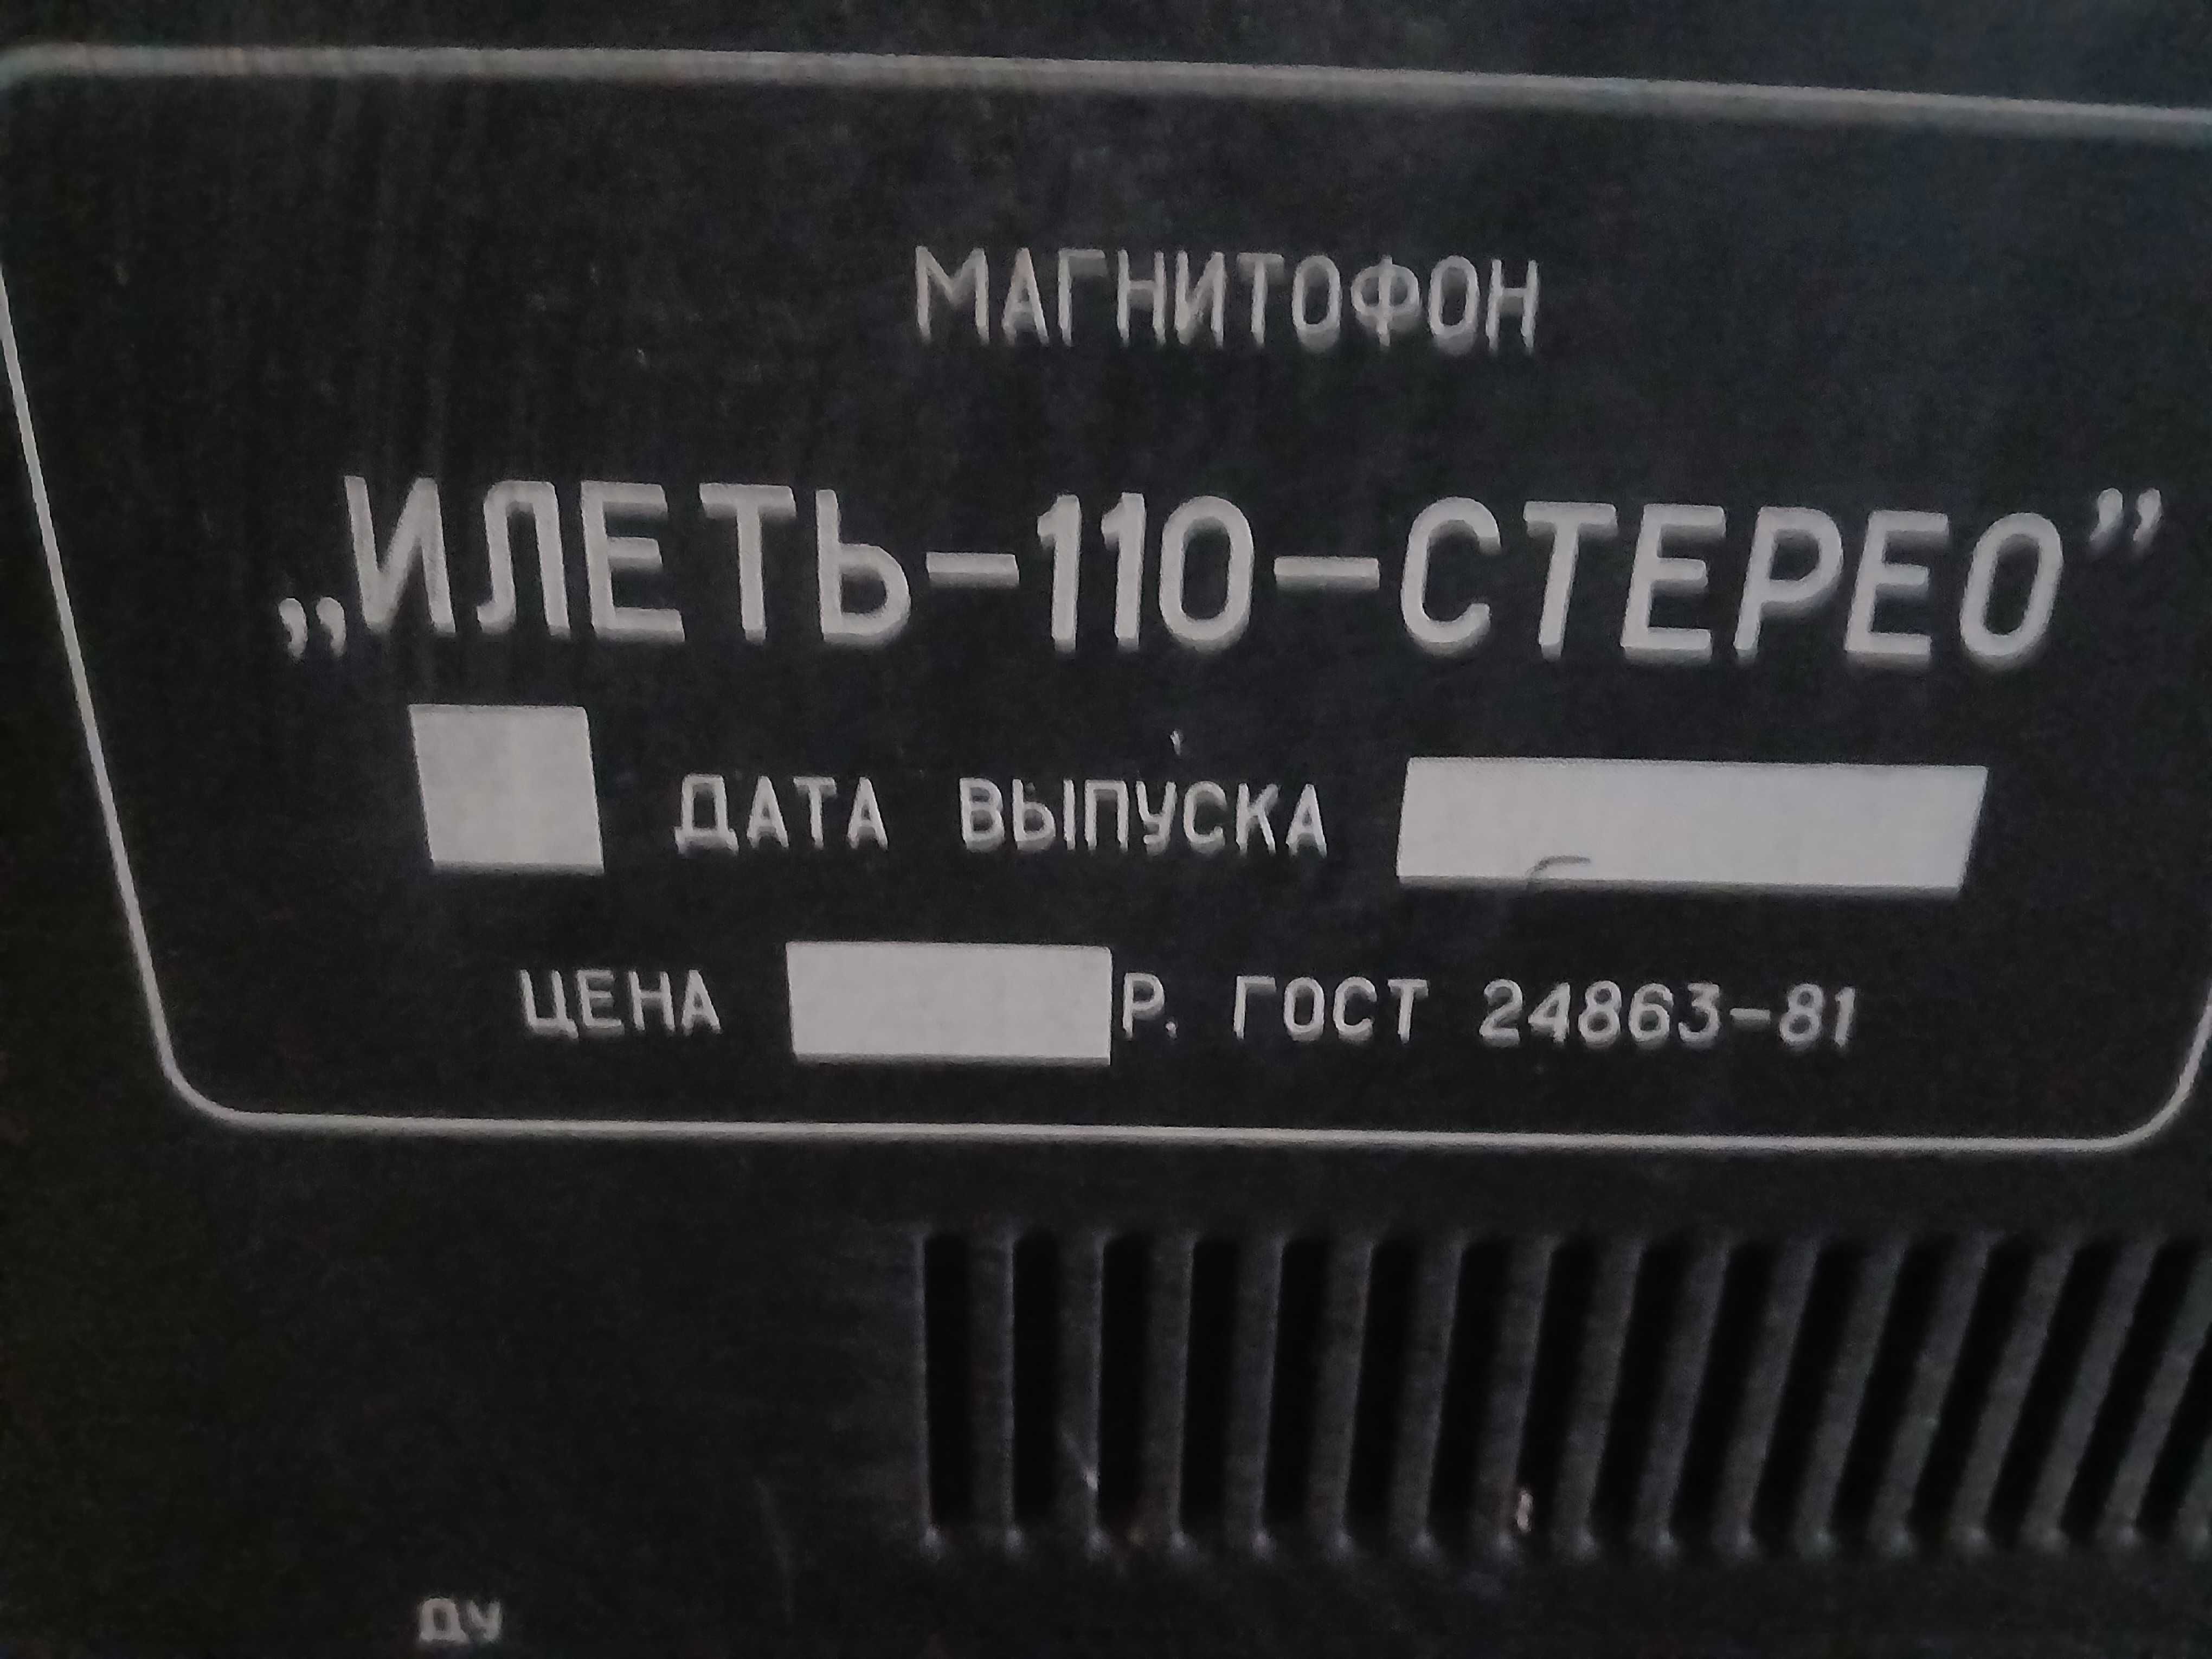 МАГНИТОФОН
„ИЛЕТЬ-110-СТЕРЕО”
ДАТА ВЫПУСКА
ЦЕНА Р. ГОСТ 24863-81
ДУ